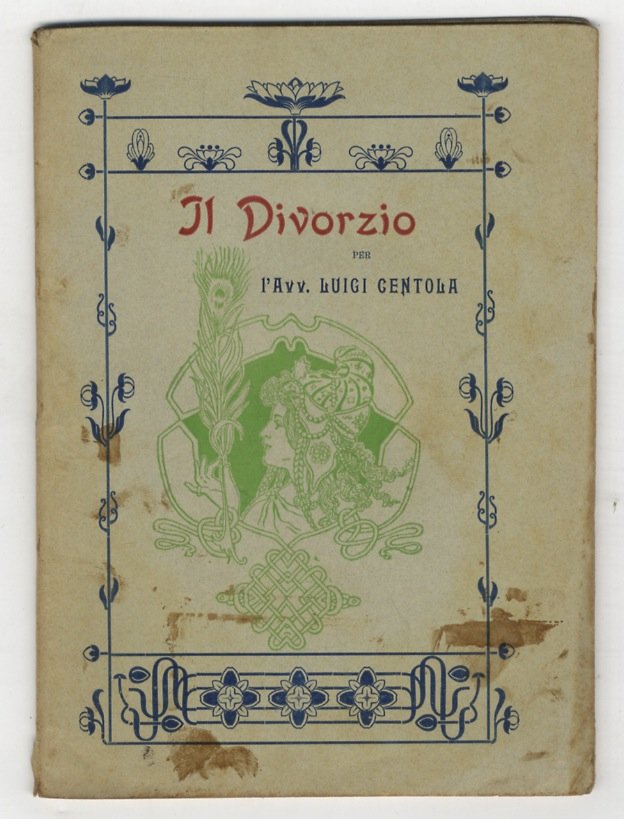 Il Divorzio
PER
l'Avv. LUIGI CENTOLA